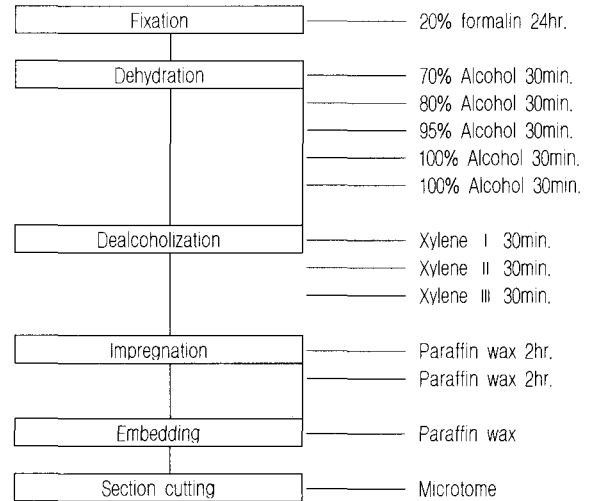 Fixation 20% formalin 24hr.
Dehydration 70% Alcohol 30min.
80% Alcohol 30min.
95% Alcohol 30min.
100% Alcohol 30min.
100% Alcohol 30min.
Dealcoholization Xylene Ⅰ 30min.
Xylene Ⅱ 30min.
Xylene Ⅲ 30min.
Impregnation Paraffin wax 2hr.
Paraffin wax 2hr.
Embedding Paraffin wax
Section cutting Microtome